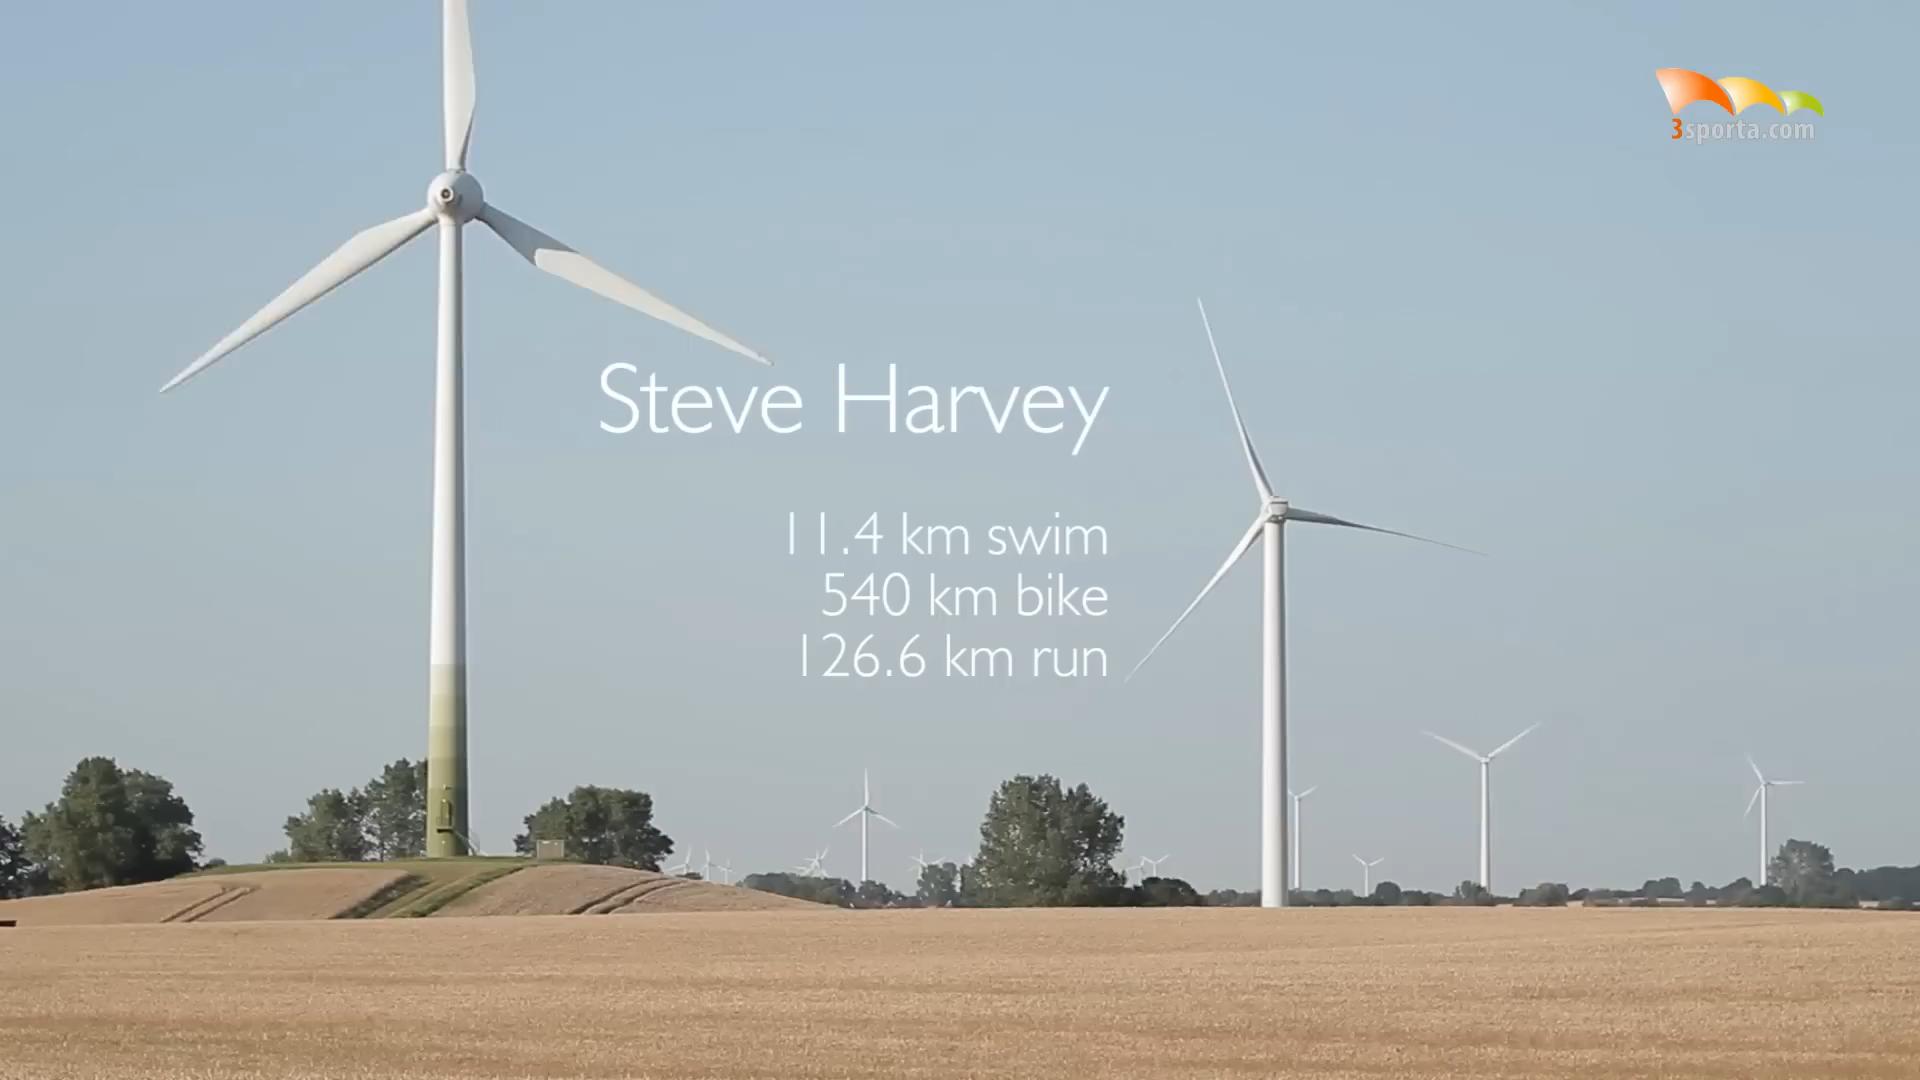 3sporta.com
Steve Harvey
11.4 km swim
540 km bike
126.6 km run